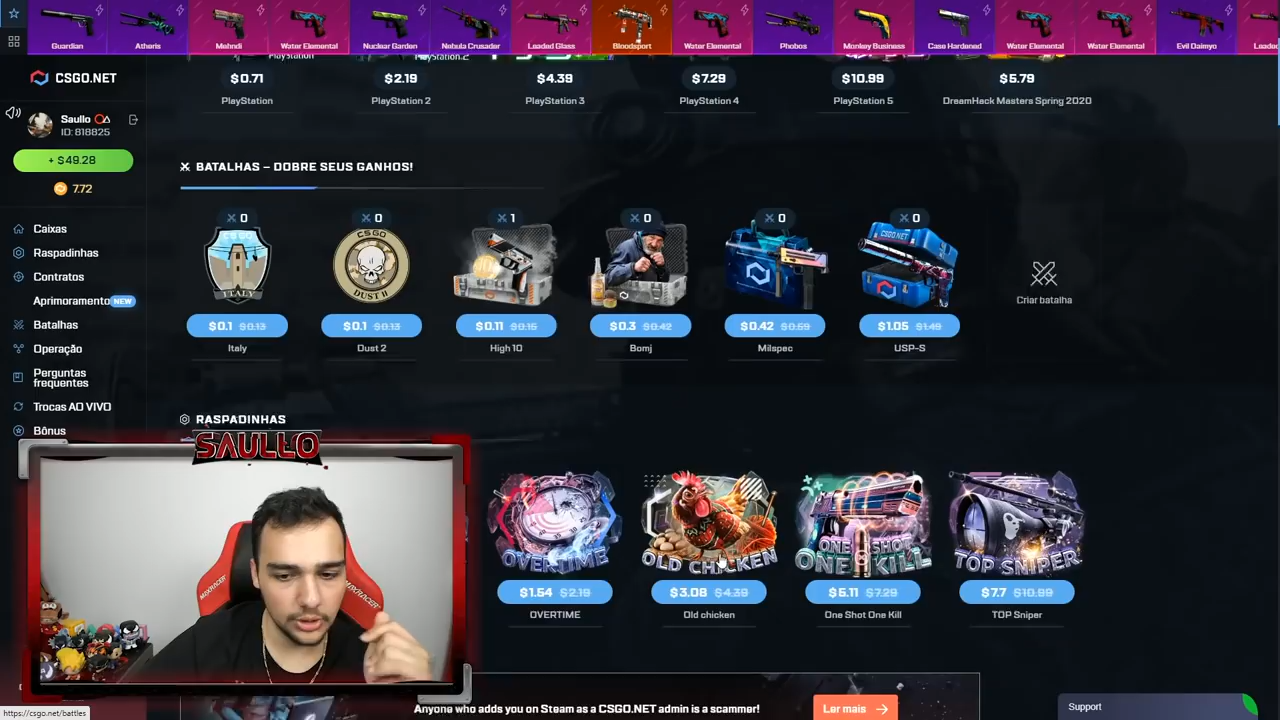 Guardian
Atheris
Mehndi
Water Elemental
Nuclear Garden
Nebula Crusader
Loaded Glass
Bloodsport
Water Elemental
Phobos
Monkey Business
Case Hardened
Water Elemental
Water Elemental
Evil Daimyo
CSGO.NET
Saullo
ID: 818825
+ $49.28
7.72
Caixas
Raspadinhas
Contratos
Aprimoramento NEW
Batalhas
Operação
Perguntas
frequentes
Trocas AO VIVO
Bônus
$0.71
$2.19
$4.39
$7.29
$10.99
$5.79
PlayStation
PlayStation 2
PlayStation 3
PlayStation 4
PlayStation 5
DreamHack Masters Spring 2020
BATALHAS – DOBRE SEUS GANHOS!
0
0
1
0
0
0
CSGO
ITALY
CSGO
DUST II
CSGO.NET
$0.1 $0.13
$0.1 $0.13
$0.11 $0.15
$0.3 $0.42
$0.42 $0.59
$1.05 $1.49
Italy
Dust 2
High 10
Bomj
Milspec
USP-S
Criar batalha
RASPADINHAS
SAULLO
MAXRACER
MAXRACER
OVERTIME
OLD CHICKEN
ONE SHOT
ONE KILL
TOP SNIPER
$1.54 $2.19
$3.08 $4.39
$5.11 $7.29
$7.7 $10.99
OVERTIME
Old chicken
One Shot One Kill
TOP Sniper
Anyone who adds you on Steam as a CSGO.NET admin is a scammer!
Ler mais
Support
https://csgo.net/battles